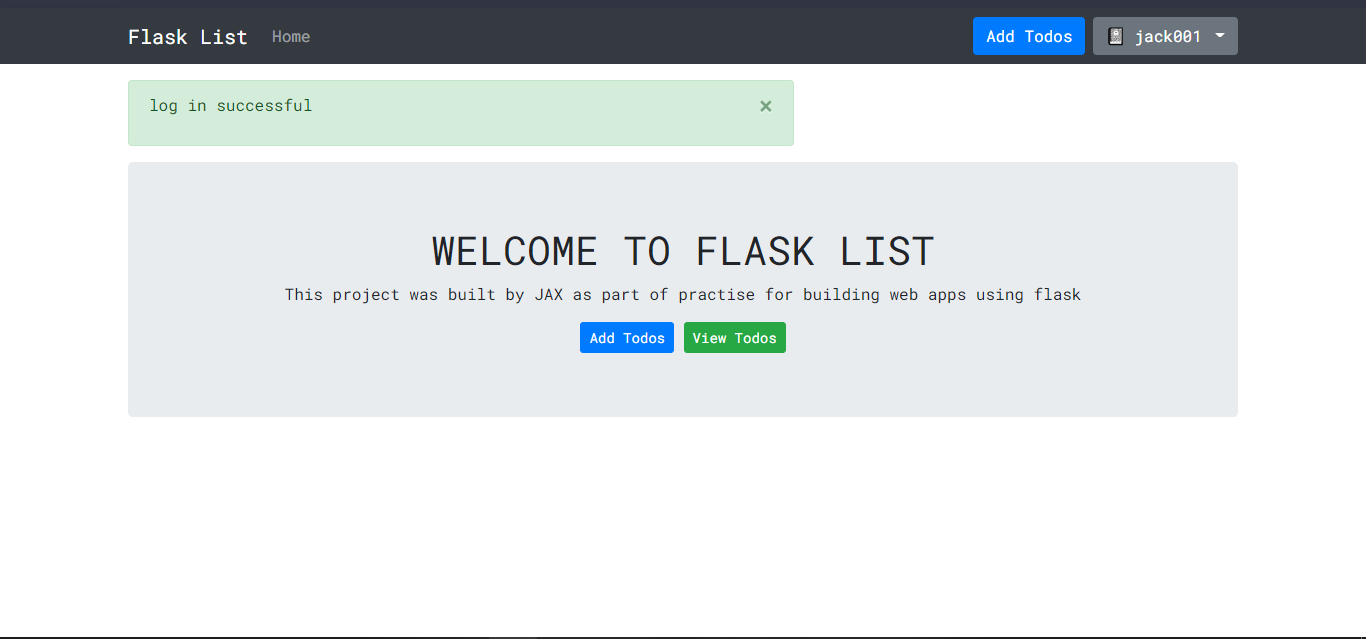 Flask List Home Add Todos jack001
log in successful ×
WELCOME TO FLASK LIST
This project was built by JAX as part of practise for building web apps using flask
Add Todos View Todos